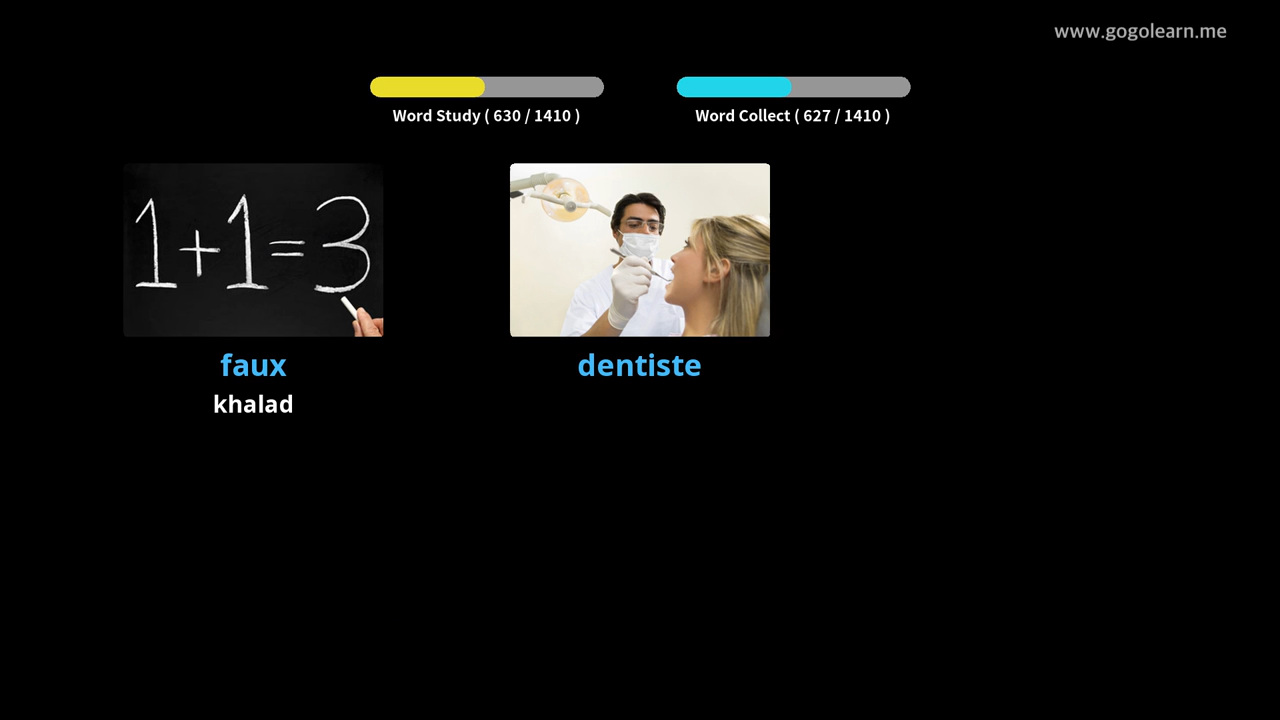 www.gogolearn.me
Word Study ( 630 / 1410 )
Word Collect ( 627 / 1410 )
1+1=3
faux
dentiste
khalad